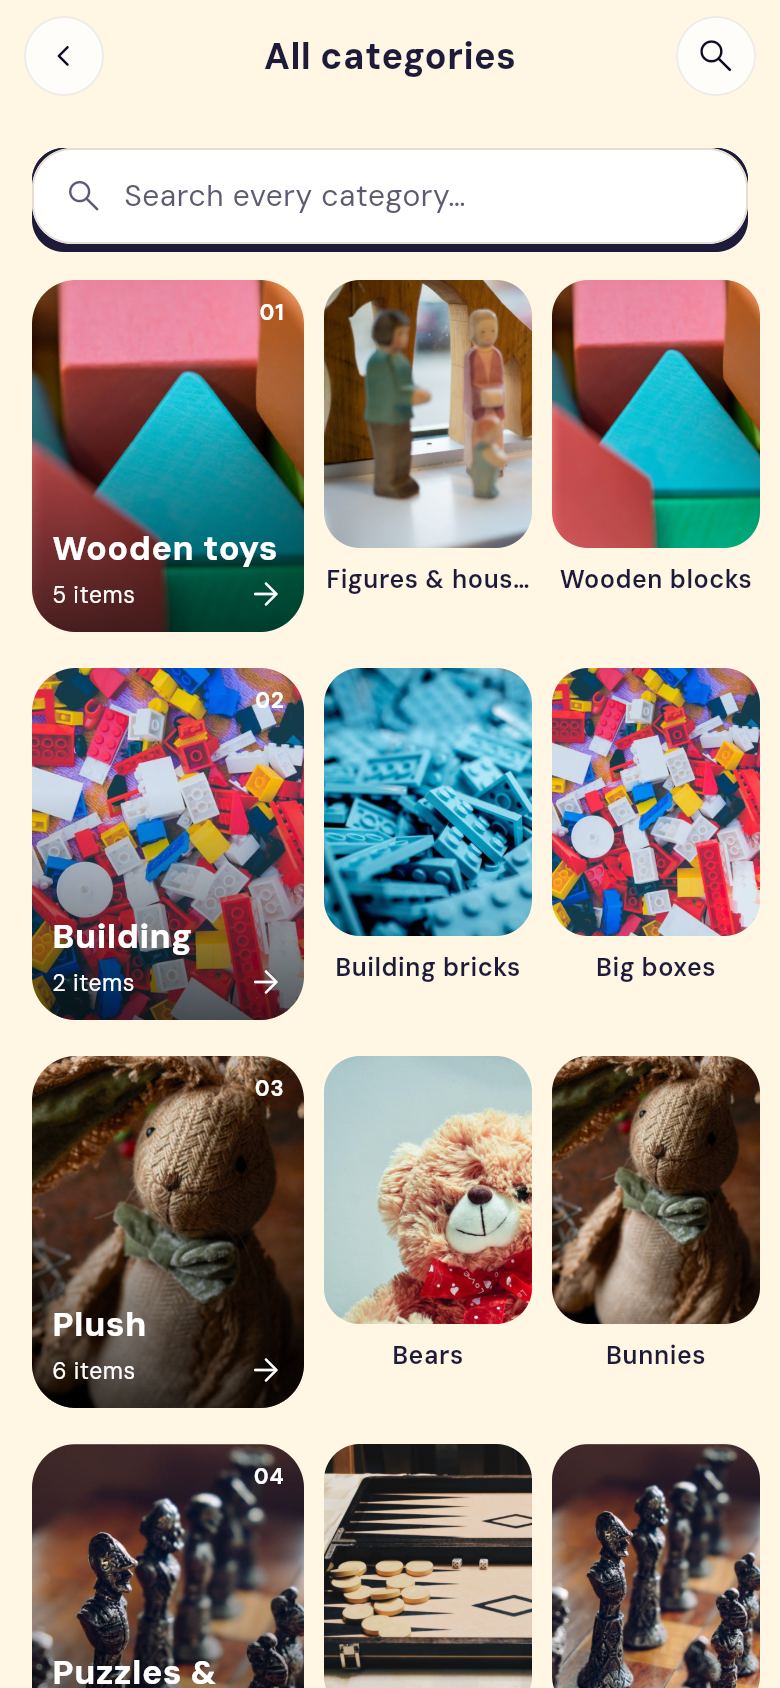 All categories
Search every category...
01
Wooden toys
5 items
Figures & hous...
Wooden blocks
02
Building
2 items
Building bricks
Big boxes
03
Plush
6 items
Bears
Bunnies
04
Puzzles &